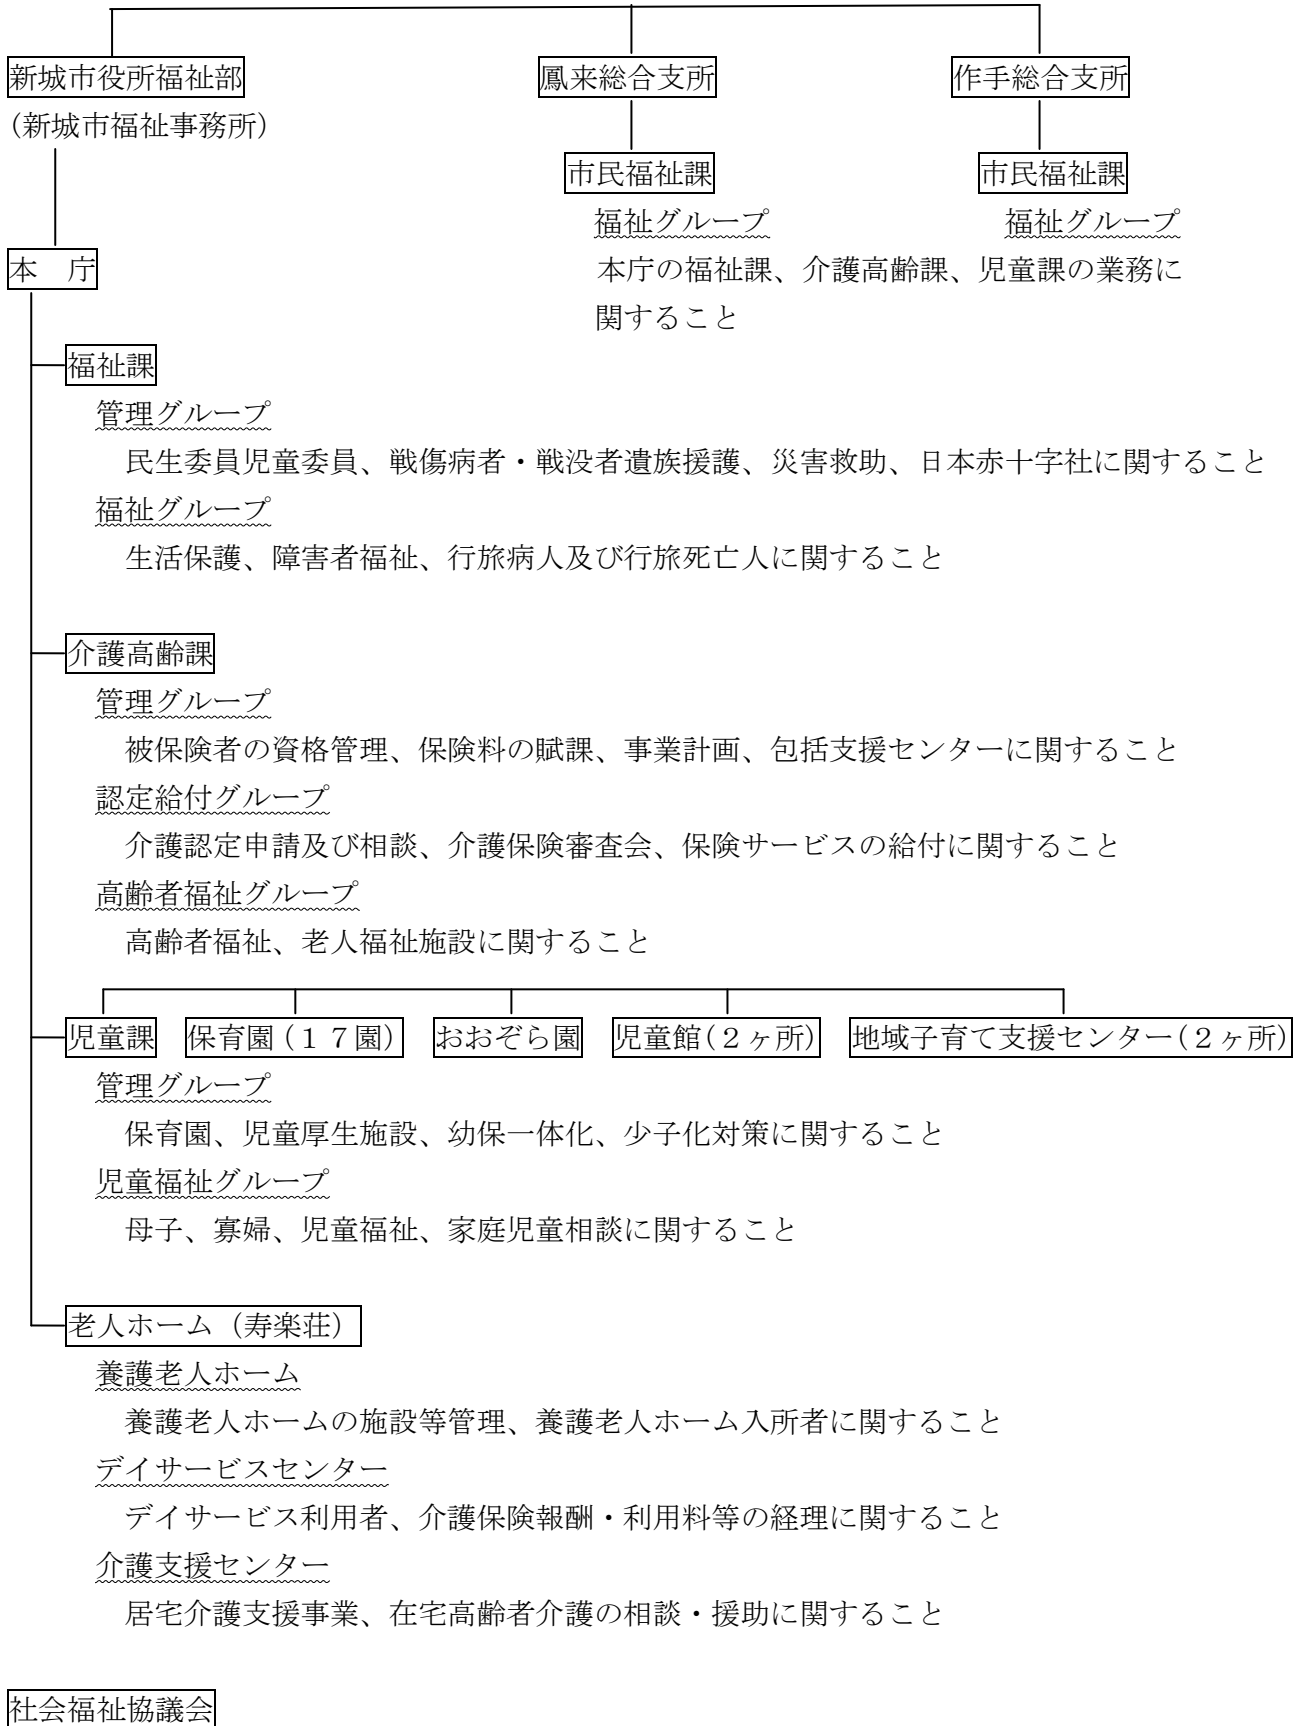 新城市役所福祉部　鳳来総合支所　作手総合支所
(新城市福祉事務所)
市民福祉課　市民福祉課
福祉グループ　福祉グループ
本　庁　本庁の福祉課、介護高齢課、児童課の業務に
関すること
福祉課
管理グループ
民生委員児童委員、戦傷病者・戦没者遺族援護、災害救助、日本赤十字社に関すること
福祉グループ
生活保護、障害者福祉、行旅病人及び行旅死亡人に関すること
介護高齢課
管理グループ
被保険者の資格管理、保険料の賦課、事業計画、包括支援センターに関すること
認定給付グループ
介護認定申請及び相談、介護保険審査会、保険サービスの給付に関すること
高齢者福祉グループ
高齢者福祉、老人福祉施設に関すること
児童課　保育園(１７園)　おおぞら園　児童館(２ヶ所)　地域子育て支援センター(２ヶ所)
管理グループ
保育園、児童厚生施設、幼保一体化、少子化対策に関すること
児童福祉グループ
母子、寡婦、児童福祉、家庭児童相談に関すること
老人ホーム（寿楽荘）
養護老人ホーム
養護老人ホームの施設等管理、養護老人ホーム入所者に関すること
デイサービスセンター
デイサービス利用者、介護保険報酬・利用料等の経理に関すること
介護支援センター
居宅介護支援事業、在宅高齢者介護の相談・援助に関すること
社会福祉協議会